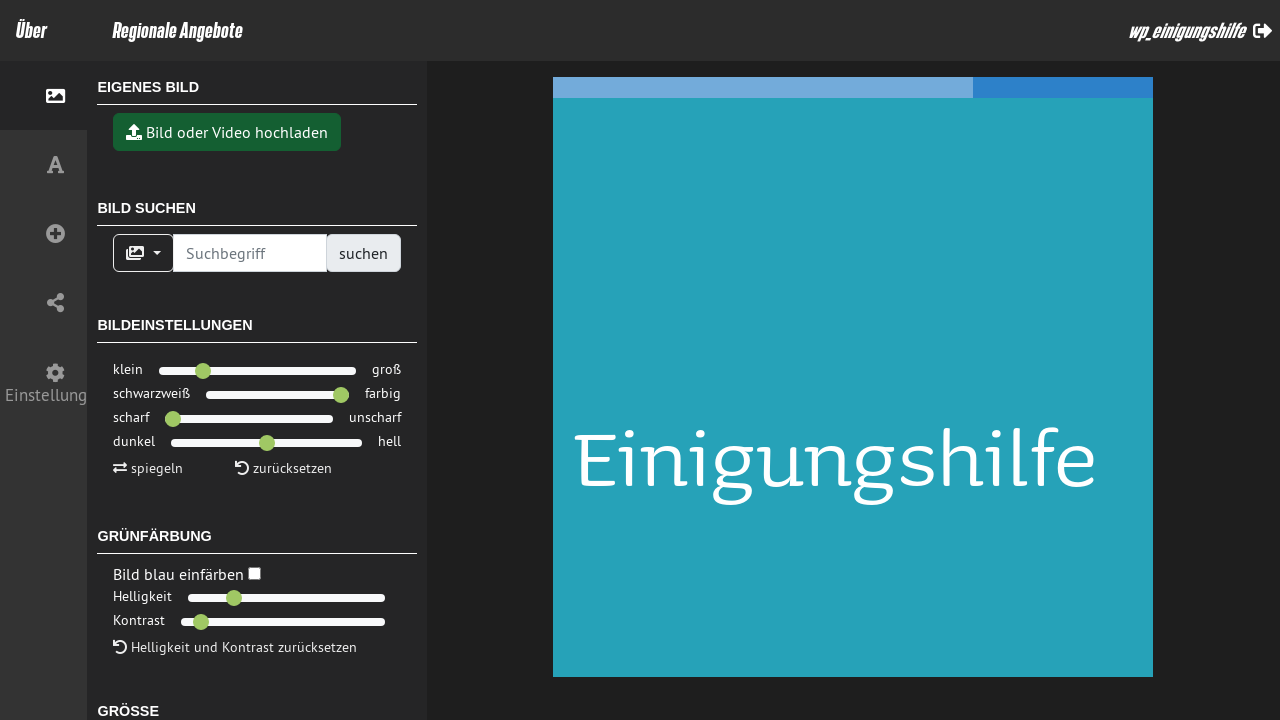 Über
Regionale Angebote
wp_einigungshilfe
EIGENES BILD
Bild oder Video hochladen
BILD SUCHEN
Suchbegriff
suchen
BILDEINSTELLUNGEN
klein
groß
schwarzweiß
farbig
scharf
unscharf
dunkel
hell
spiegeln
zurücksetzen
Einstellung
GRÜNFÄRBUNG
Bild blau einfärben
Helligkeit
Kontrast
Helligkeit und Kontrast zurücksetzen
GRÖSSE
Einigungshilfe